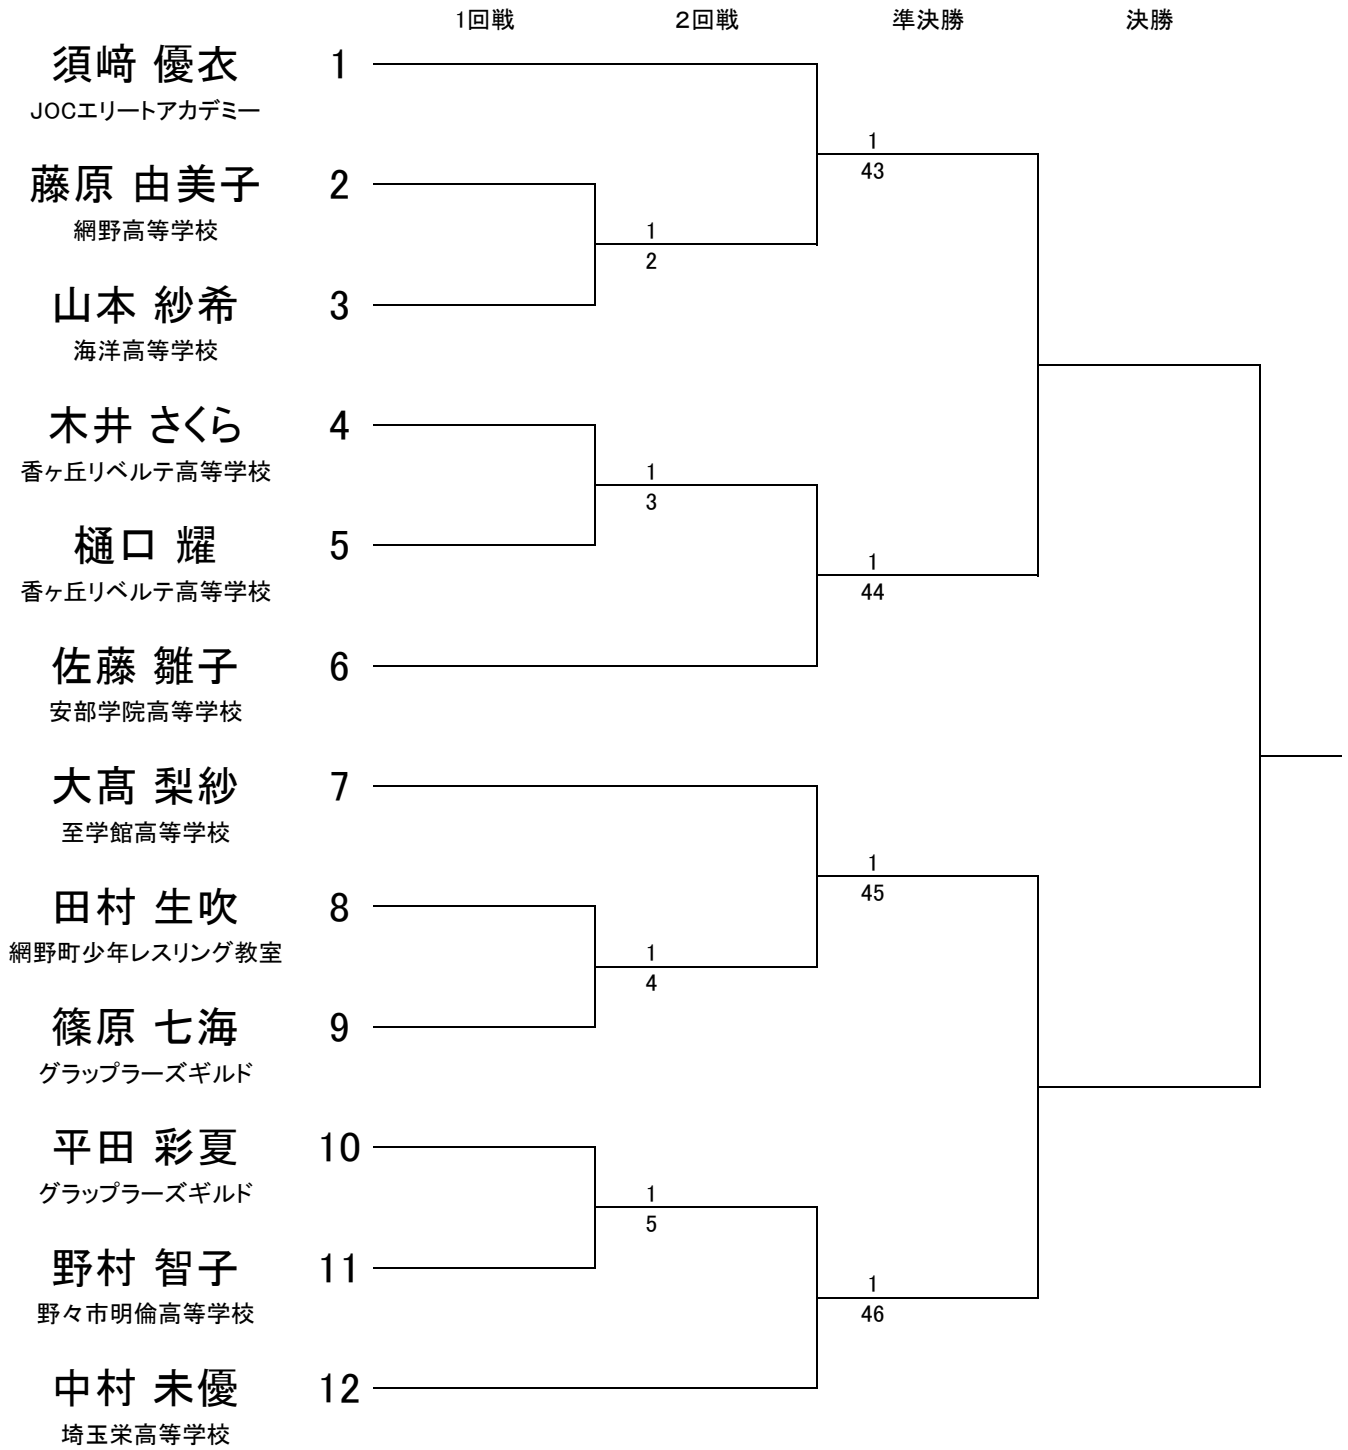 1回戦 2回戦 準決勝 決勝
須﨑 優衣 1
JOCエリートアカデミー
1
43
藤原 由美子 2
網野高等学校
1
2
山本 紗希 3
海洋高等学校
木井 さくら 4
香ヶ丘リベルテ高等学校
1
3
樋口 耀 5
香ヶ丘リベルテ高等学校
1
44
佐藤 雛子 6
安部学院高等学校
大髙 梨紗 7
至学館高等学校
1
45
田村 生吹 8
網野町少年レスリング教室
1
4
篠原 七海 9
グラップラーズギルド
平田 彩夏 10
グラップラーズギルド
1
5
野村 智子 11
野々市明倫高等学校
1
46
中村 未優 12
埼玉栄高等学校